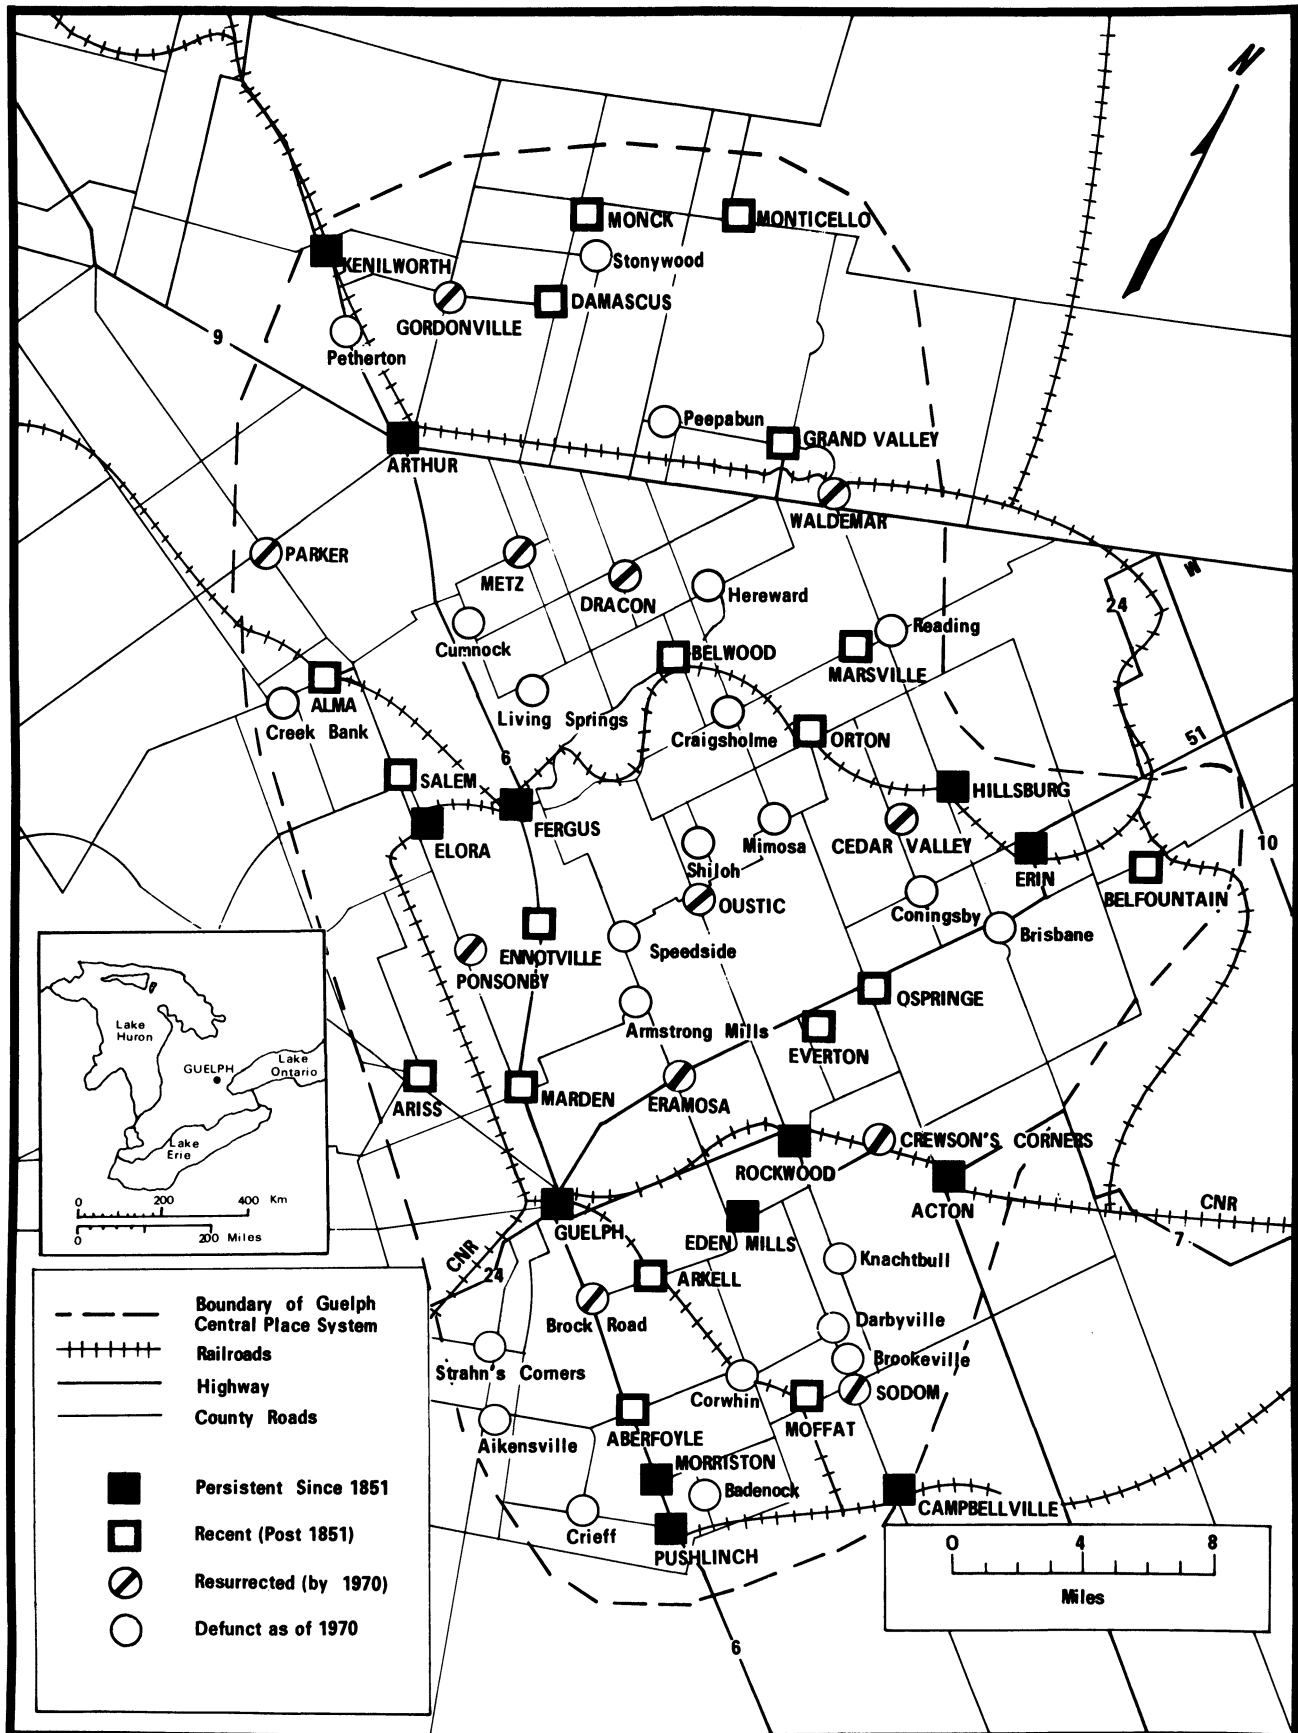 N
MONCK
MONTICELLO
Stonywood
KENILWORTH
DAMASCUS
GORDONVILLE
9
Petherton
Peepabun
GRAND VALLEY
ARTHUR
WALDEMAR
PARKER
METZ
DRACON
Hereward
W
24
Reading
Cumnock
BELWOOD
MARSVILLE
ALMA
Living Springs
Creek Bank
Craigsholme
ORTON
51
6
SALEM
HILLSBURG
FERGUS
ELORA
Mimosa
CEDAR VALLEY
10
Shiloh
ERIN
OUSTIC
BELFOUNTAIN
Coningsby
Brisbane
Speedside
ENNOTVILLE
PONSONBY
OSPRINGE
Armstrong Mills
EVERTON
ERAMOSA
MARDEN
ARISS
CREWSON'S CORNERS
ROCKWOOD
ACTON
CNR
7
GUELPH
EDEN MILLS
Knachtbull
CNR
24
ARKELL
Brock Road
Darbyville
Strahn's Corners
Brookeville
Corwhin
SODOM
MOFFAT
ABERFOYLE
Aikensville
MORRISTON
Badenock
CAMPBELLVILLE
Crieff
PUSHLINCH
6
Lake
Huron
GUELPH
Lake
Ontario
Lake
Erie
0 200 400 Km
0 200 Miles
Boundary of Guelph
Central Place System
Railroads
Highway
County Roads
Persistent Since 1851
Recent (Post 1851)
Resurrected (by 1970)
Defunct as of 1970
0 4 8
Miles